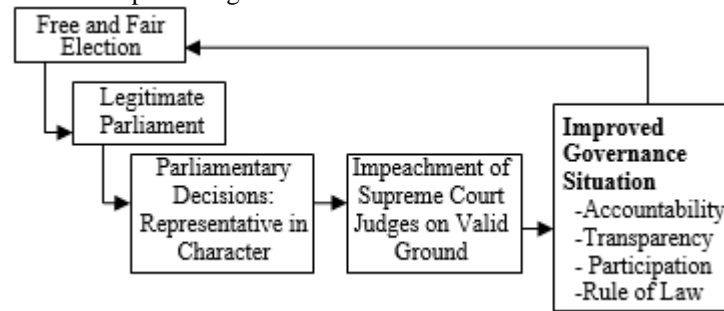 Free and Fair
Election
Legitimate
Parliament
Parliamentary
Decisions:
Representative in
Character
Impeachment of
Supreme Court
Judges on Valid
Ground
Improved
Governance
Situation
-Accountability
-Transparency
- Participation
-Rule of Law